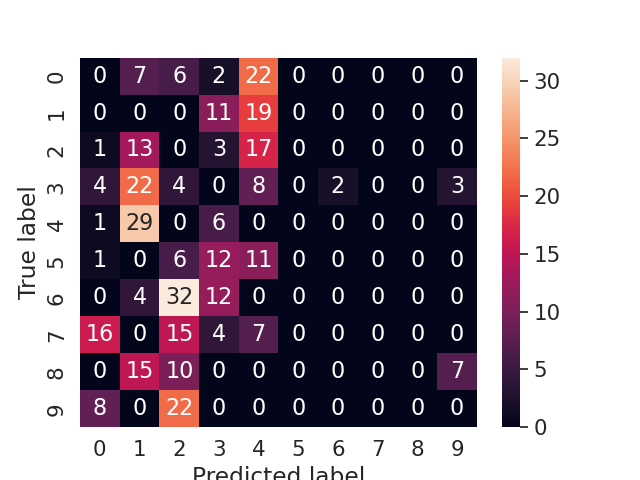 True label
0 0 7 6 2 22 0 0 0 0 0
1 0 0 0 11 19 0 0 0 0 0
2 1 13 0 3 17 0 0 0 0 0
3 4 22 4 0 8 0 2 0 0 3
4 1 29 0 6 0 0 0 0 0 0
5 1 0 6 12 11 0 0 0 0 0
6 0 4 32 12 0 0 0 0 0 0
7 16 0 15 4 7 0 0 0 0 0
8 0 15 10 0 0 0 0 0 0 7
9 8 0 22 0 0 0 0 0 0 0
0 1 2 3 4 5 6 7 8 9
Predicted label
30
25
20
15
10
5
0